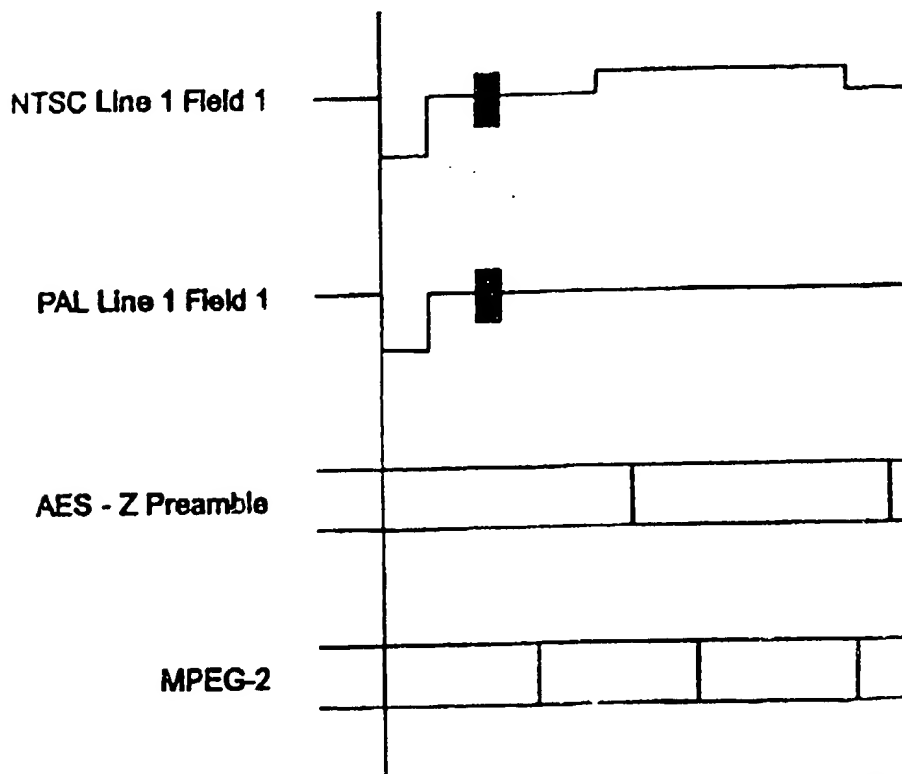 NTSC Line 1 Field 1
PAL Line 1 Field 1
AES - Z Preamble
MPEG-2